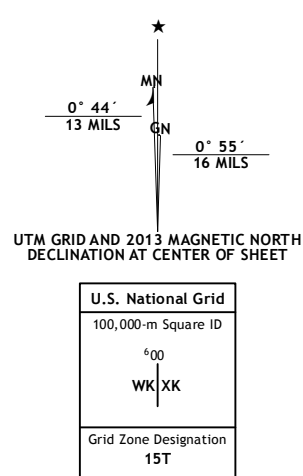 ★
MN
0° 44´
13 MILS
GN
0° 55´
16 MILS
UTM GRID AND 2013 MAGNETIC NORTH
DECLINATION AT CENTER OF SHEET
U.S. National Grid
100,000-m Square ID
⁶00
WK XK
Grid Zone Designation
15T